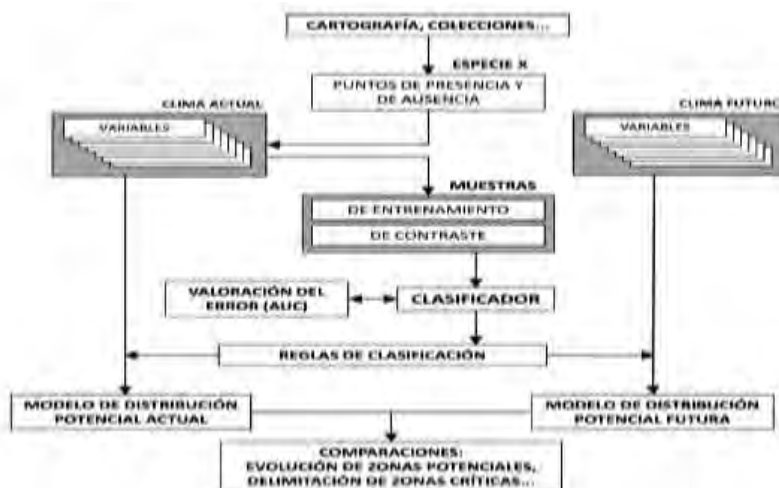 CARTOGRAFÍA, COLECCIONES...
ESPECIE X
PUNTOS DE PRESENCIA Y
DE AUSENCIA
CLIMA ACTUAL
VARIABLES
CLIMA FUTURO
VARIABLES
MUESTRAS
DE ENTRENAMIENTO
DE CONTRASTE
VALORACIÓN DEL
ERROR (AUC)
CLASIFICADOR
REGLAS DE CLASIFICACIÓN
MODELO DE DISTRIBUCIÓN
POTENCIAL ACTUAL
MODELO DE DISTRIBUCIÓN
POTENCIAL FUTURA
COMPARACIONES:
EVOLUCIÓN DE ZONAS POTENCIALES,
DELIMITACIÓN DE ZONAS CRÍTICAS...